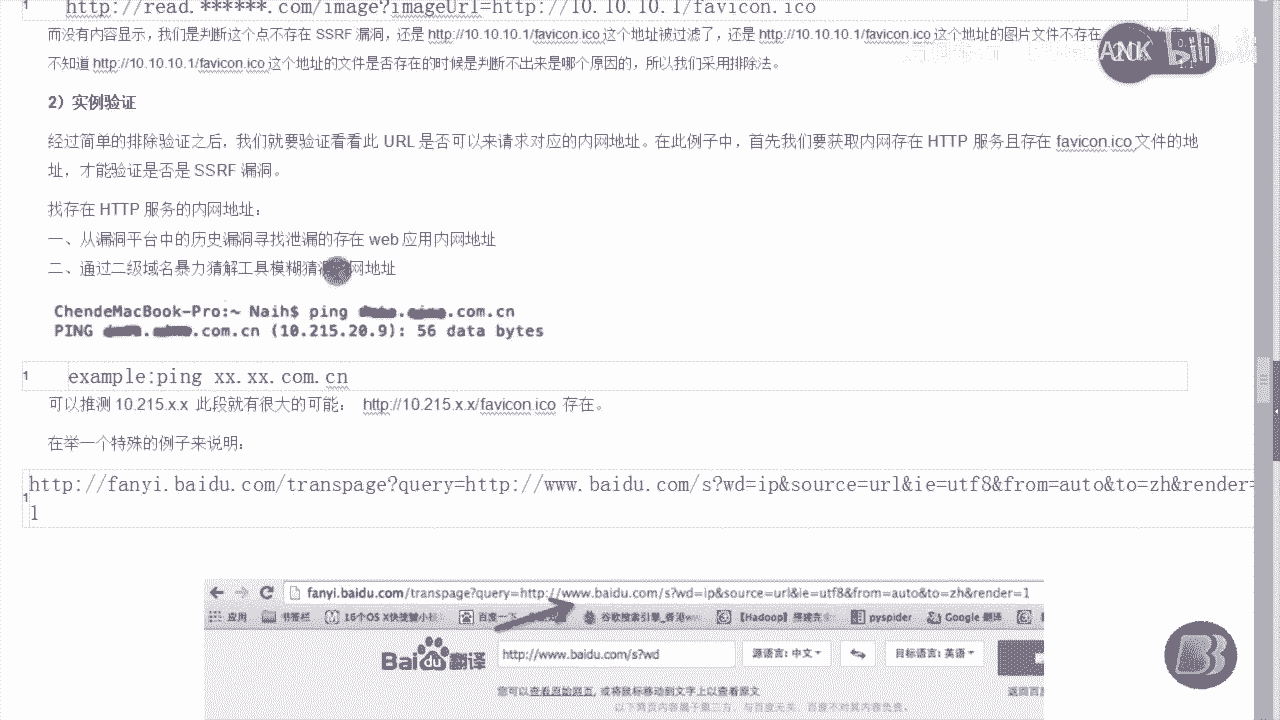 1 http://read.******.com/image?imageUrl=http://10.10.10.1/favicon.ico
而没有内容显示，我们是判断这个点不存在 SSRF 漏洞，还是 http://10.10.10.1/favicon.ico 这个地址被过滤了，还是 http://10.10.10.1/favicon.ico 这个地址的图片文件不存在
不知道 http://10.10.10.1/favicon.ico 这个地址的文件是否存在的时候是判断不出来是哪个原因的，所以我们采用排除法。
2）实例验证
经过简单的排除验证之后，我们就要验证看看此 URL 是否可以来请求对应的内网地址。在此例子中，首先我们要获取内网存在 HTTP 服务且存在 favicon.ico 文件的地
址，才能验证是否是 SSRF 漏洞。
找存在 HTTP 服务的内网地址：
一、从漏洞平台中的历史漏洞寻找泄漏的存在 web 应用内网地址
二、通过二级域名暴力猜解工具模糊猜 网地址
ChendeMacBook-Pro:~ Naih$ ping . .com.cn
PING . .com.cn (10.215.20.9): 56 data bytes
1 example:ping xx.xx.com.cn
可以推测 10.215.x.x 此段就有很大的可能： http://10.215.x.x/favicon.ico 存在。
在举一个特殊的例子来说明：
http://fanyi.baidu.com/transpage?query=http://www.baidu.com/s?wd=ip&source=url&ie=utf8&from=auto&to=zh&render=
1
1
fanyi.baidu.com/transpage?query=http://www.baidu.com/s?wd=ip&source=url&ie=utf8&from=auto&to=zh&render=1
应用 书签栏 16个OS X快捷键小 百度一下 谷歌搜索引擎_香港 【Hadoop】搭建完 pyspider Google 翻译
Bai du 翻译 http://www.baidu.com/s?wd 源语言: 中文 目标语言: 英语
您可以查看原始网页, 或将鼠标移动到文字上以查看原文 返回百
以下网页内容属于第三方，与百度无关，百度不对其内容负责。